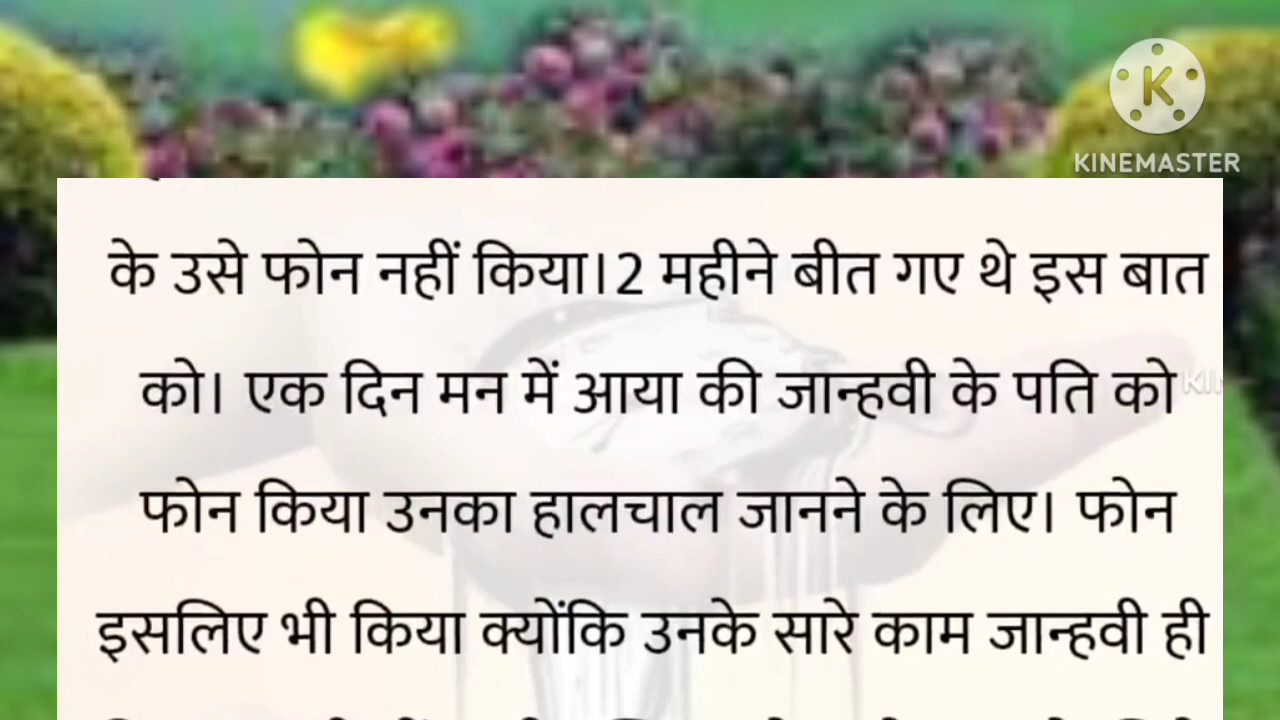 K
KINEMASTER
के उसे फोन नहीं किया।2 महीने बीत गए थे इस बात
को। एक दिन मन में आया की जान्हवी के पति को
फोन किया उनका हालचाल जानने के लिए। फोन
इसलिए भी किया क्योंकि उनके सारे काम जान्हवी ही